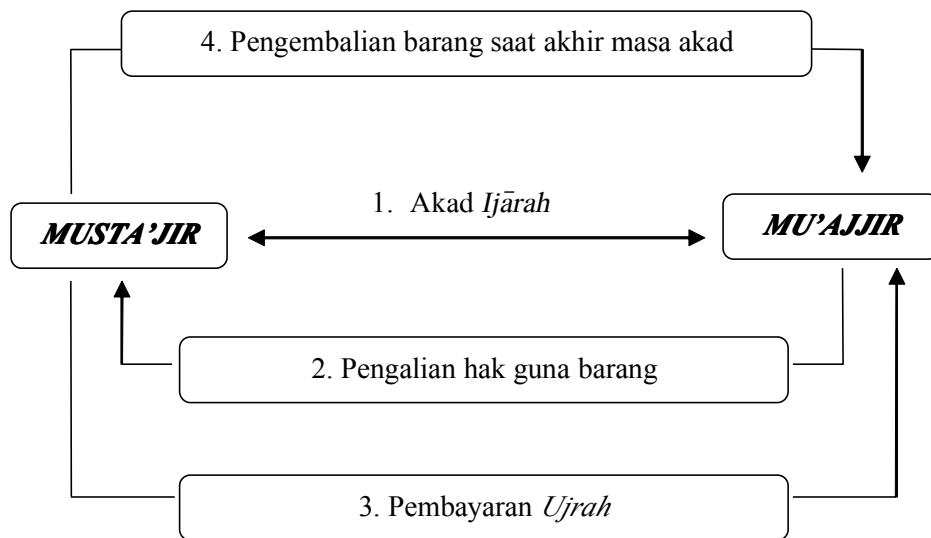 4. Pengembalian barang saat akhir masa akad
1. Akad Ijārah
MUSTA’JIR
MU’AJJIR
2. Pengalian hak guna barang
3. Pembayaran Ujrah